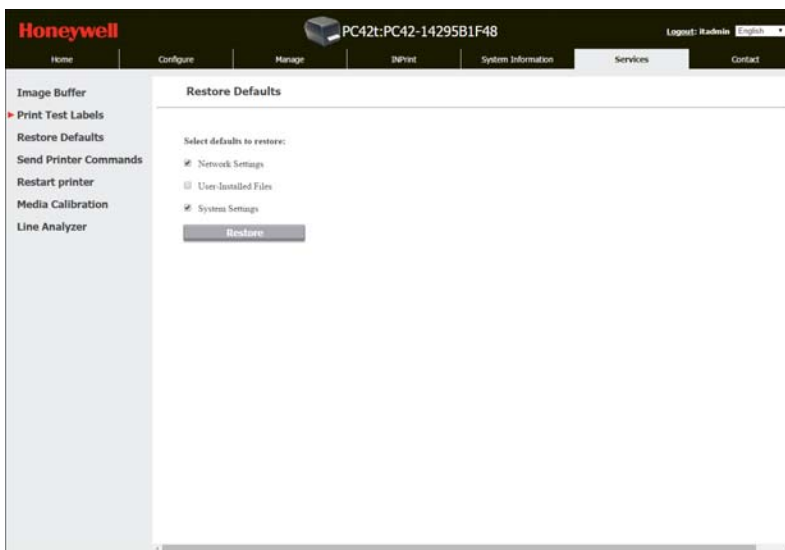 Honeywell
PC42t:PC42-14295B1F48
Logout: itadmin English
Home Configure Manage INPrint System Information Services Contact
Image Buffer
Print Test Labels
Restore Defaults
Send Printer Commands
Restart printer
Media Calibration
Line Analyzer
Restore Defaults
Select defaults to restore:
Network Settings
User-Installed Files
System Settings
Restore